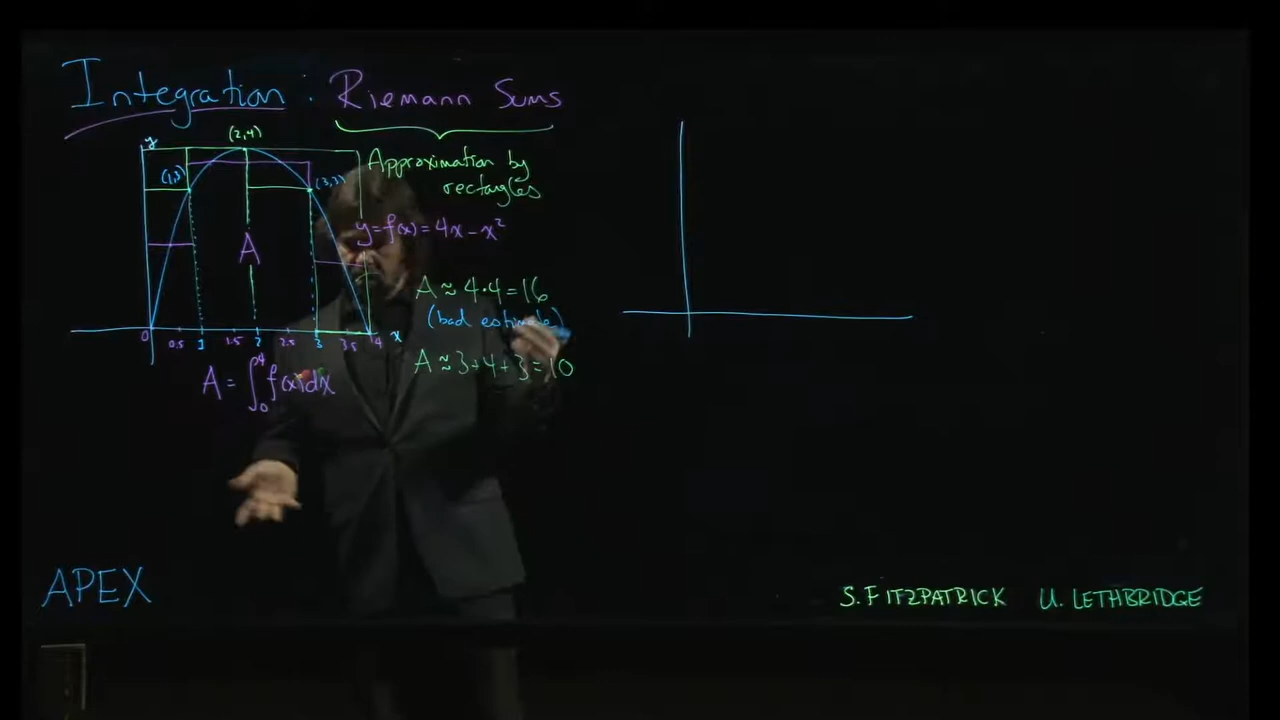 Integration: Riemann Sums
y
(2,4)
(1,3)
(3,3)
Approximation by
rectangles
y=f(x)=4x-x²
A
A≈4·4=16
(bad estimate)
0 0.5 1 1.5 2 2.5 3 3.5 4 x
A≈3+4+3=10
A=∫₀⁴f(x)dx
APEX
S. FITZPATRICK U. LETHBRIDGE